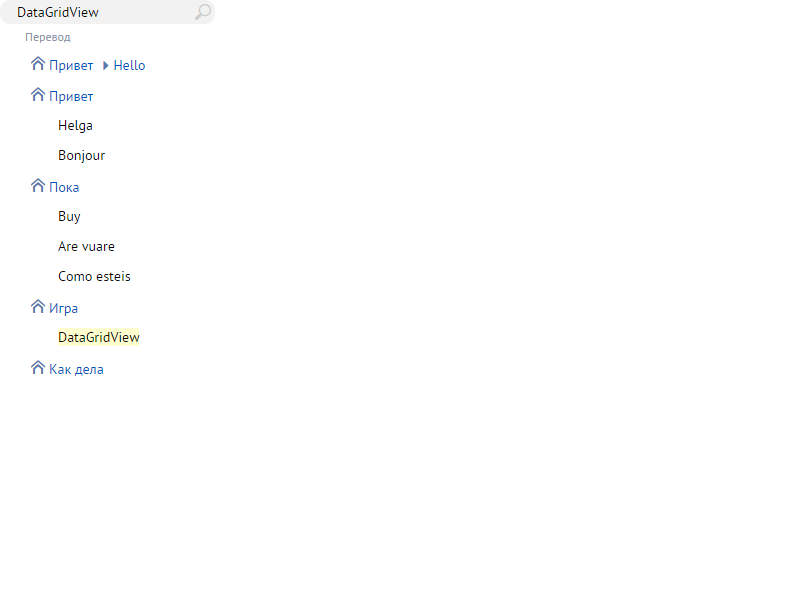 DataGridView
Перевод
Привет Hello
Привет
Helga
Bonjour
Пока
Buy
Are vuare
Como esteis
Игра
DataGridView
Как дела